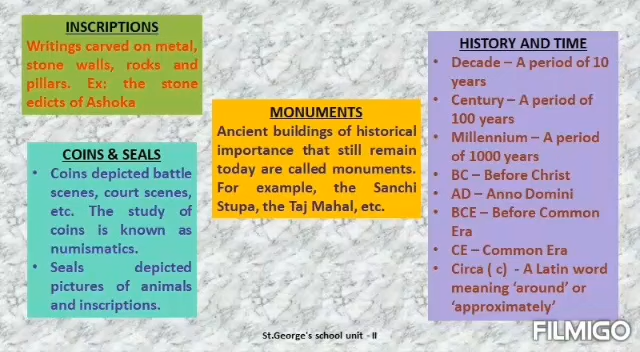 INSCRIPTIONS
Writings carved on metal,
stone walls, rocks and
pillars. Ex: the stone
edicts of Ashoka
COINS & SEALS
• Coins depicted battle
scenes, court scenes,
etc. The study of
coins is known as
numismatics.
• Seals depicted
pictures of animals
and inscriptions.
MONUMENTS
Ancient buildings of historical
importance that still remain
today are called monuments.
For example, the Sanchi
Stupa, the Taj Mahal, etc.
HISTORY AND TIME
• Decade – A period of 10
years
• Century – A period of
100 years
• Millennium – A period
of 1000 years
• BC – Before Christ
• AD – Anno Domini
• BCE – Before Common
Era
• CE – Common Era
• Circa ( c) - A Latin word
meaning ‘around’ or
‘approximately’
St.George's school unit - II
FILMIGO